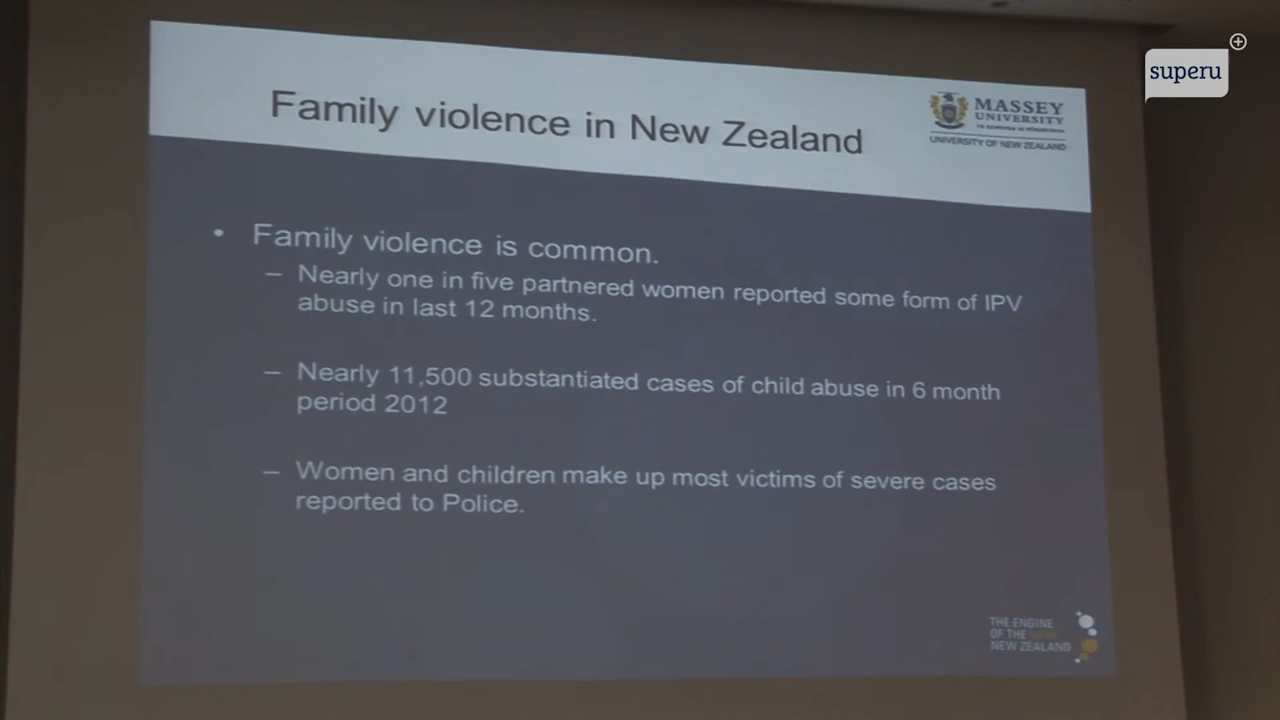 superu
Family violence in New Zealand
MASSEY
UNIVERSITY
UNIVERSITY OF NEW ZEALAND
• Family violence is common.
– Nearly one in five partnered women reported some form of IPV
abuse in last 12 months.
– Nearly 11,500 substantiated cases of child abuse in 6 month
period 2012
– Women and children make up most victims of severe cases
reported to Police.
THE ENGINE
OF THE NEW
NEW ZEALAND